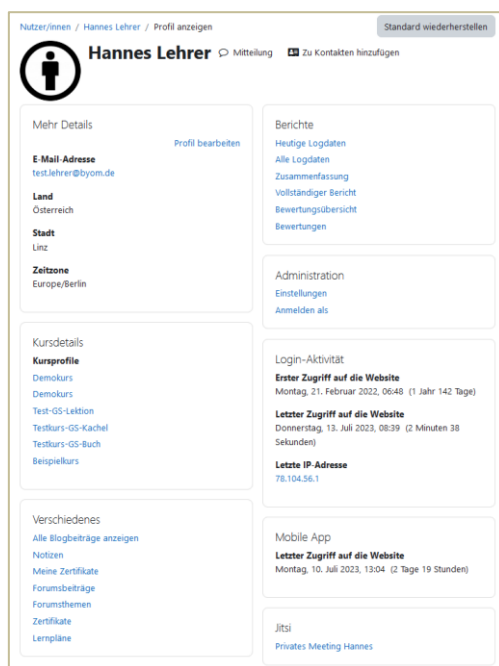 Nutzer/innen / Hannes Lehrer / Profil anzeigen
Standard wiederherstellen
Hannes Lehrer Mitteilung Zu Kontakten hinzufügen
Mehr Details
Profil bearbeiten
E-Mail-Adresse
test.lehrer@byom.de
Land
Österreich
Stadt
Linz
Zeitzone
Europe/Berlin
Kursdetails
Kursprofile
Demokurs
Demokurs
Test-GS-Lektion
Testkurs-GS-Kachel
Testkurs-GS-Buch
Beispielkurs
Verschiedenes
Alle Blogbeiträge anzeigen
Notizen
Meine Zertifikate
Forumsbeiträge
Forumsthemen
Zertifikate
Lernpläne
Berichte
Heutige Logdaten
Alle Logdaten
Zusammenfassung
Vollständiger Bericht
Bewertungsübersicht
Bewertungen
Administration
Einstellungen
Anmelden als
Login-Aktivität
Erster Zugriff auf die Website
Montag, 21. Februar 2022, 06:48 (1 Jahr 142 Tage)
Letzter Zugriff auf die Website
Donnerstag, 13. Juli 2023, 08:39 (2 Minuten 38
Sekunden)
Letzte IP-Adresse
78.104.56.1
Mobile App
Letzter Zugriff auf die Website
Montag, 10. Juli 2023, 13:04 (2 Tage 19 Stunden)
Jitsi
Privates Meeting Hannes